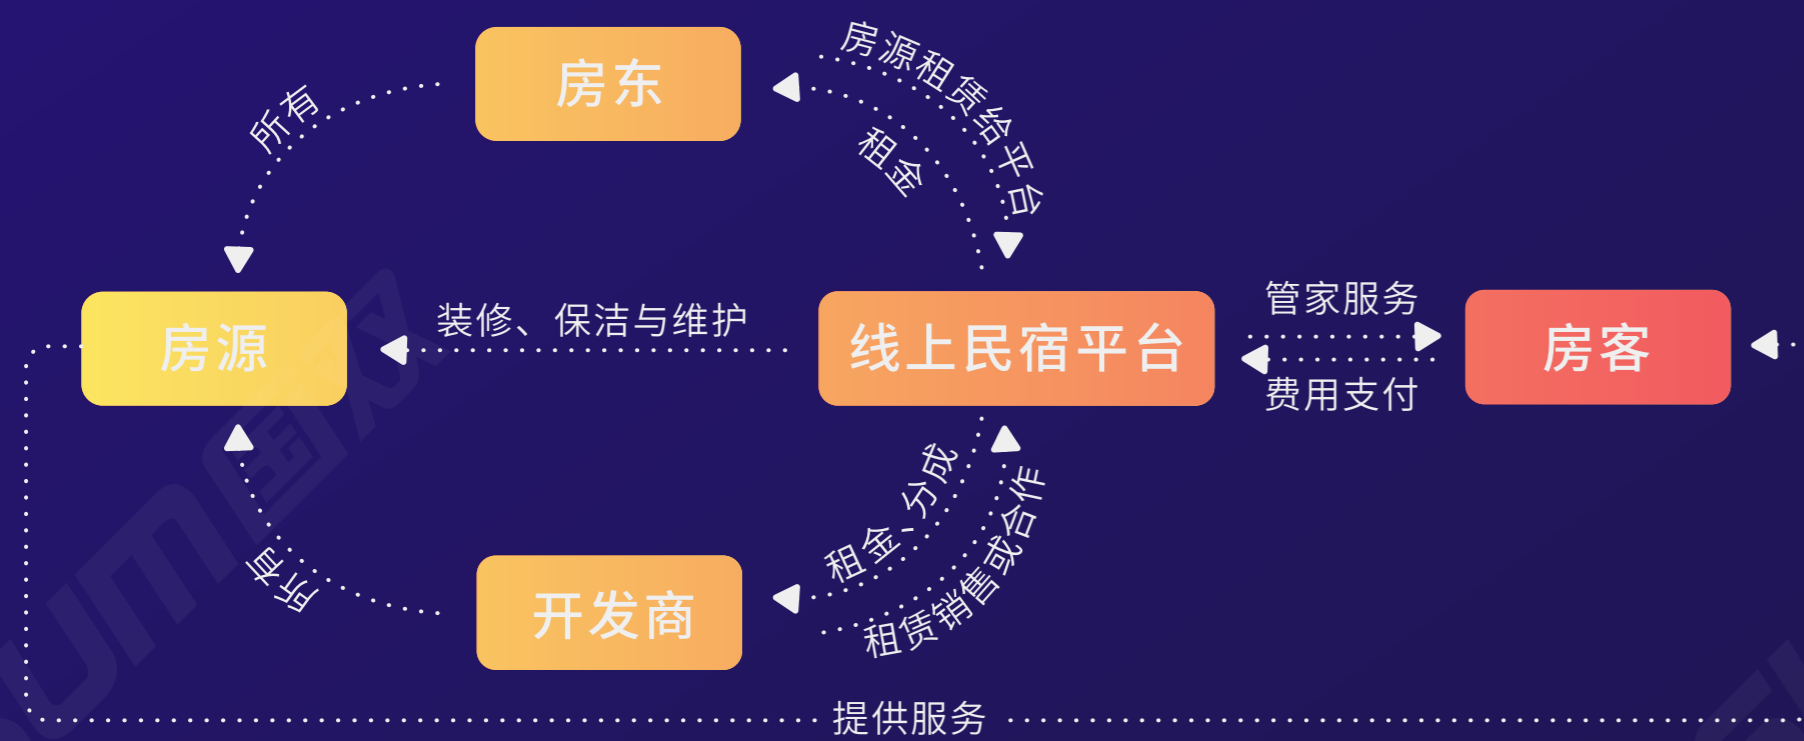 房东
所有
房源租赁给平台
租金
房源
装修、保洁与维护
线上民宿平台
管家服务
费用支付
房客
所有
开发商
租金、分成
租赁销售或合作
提供服务
国众